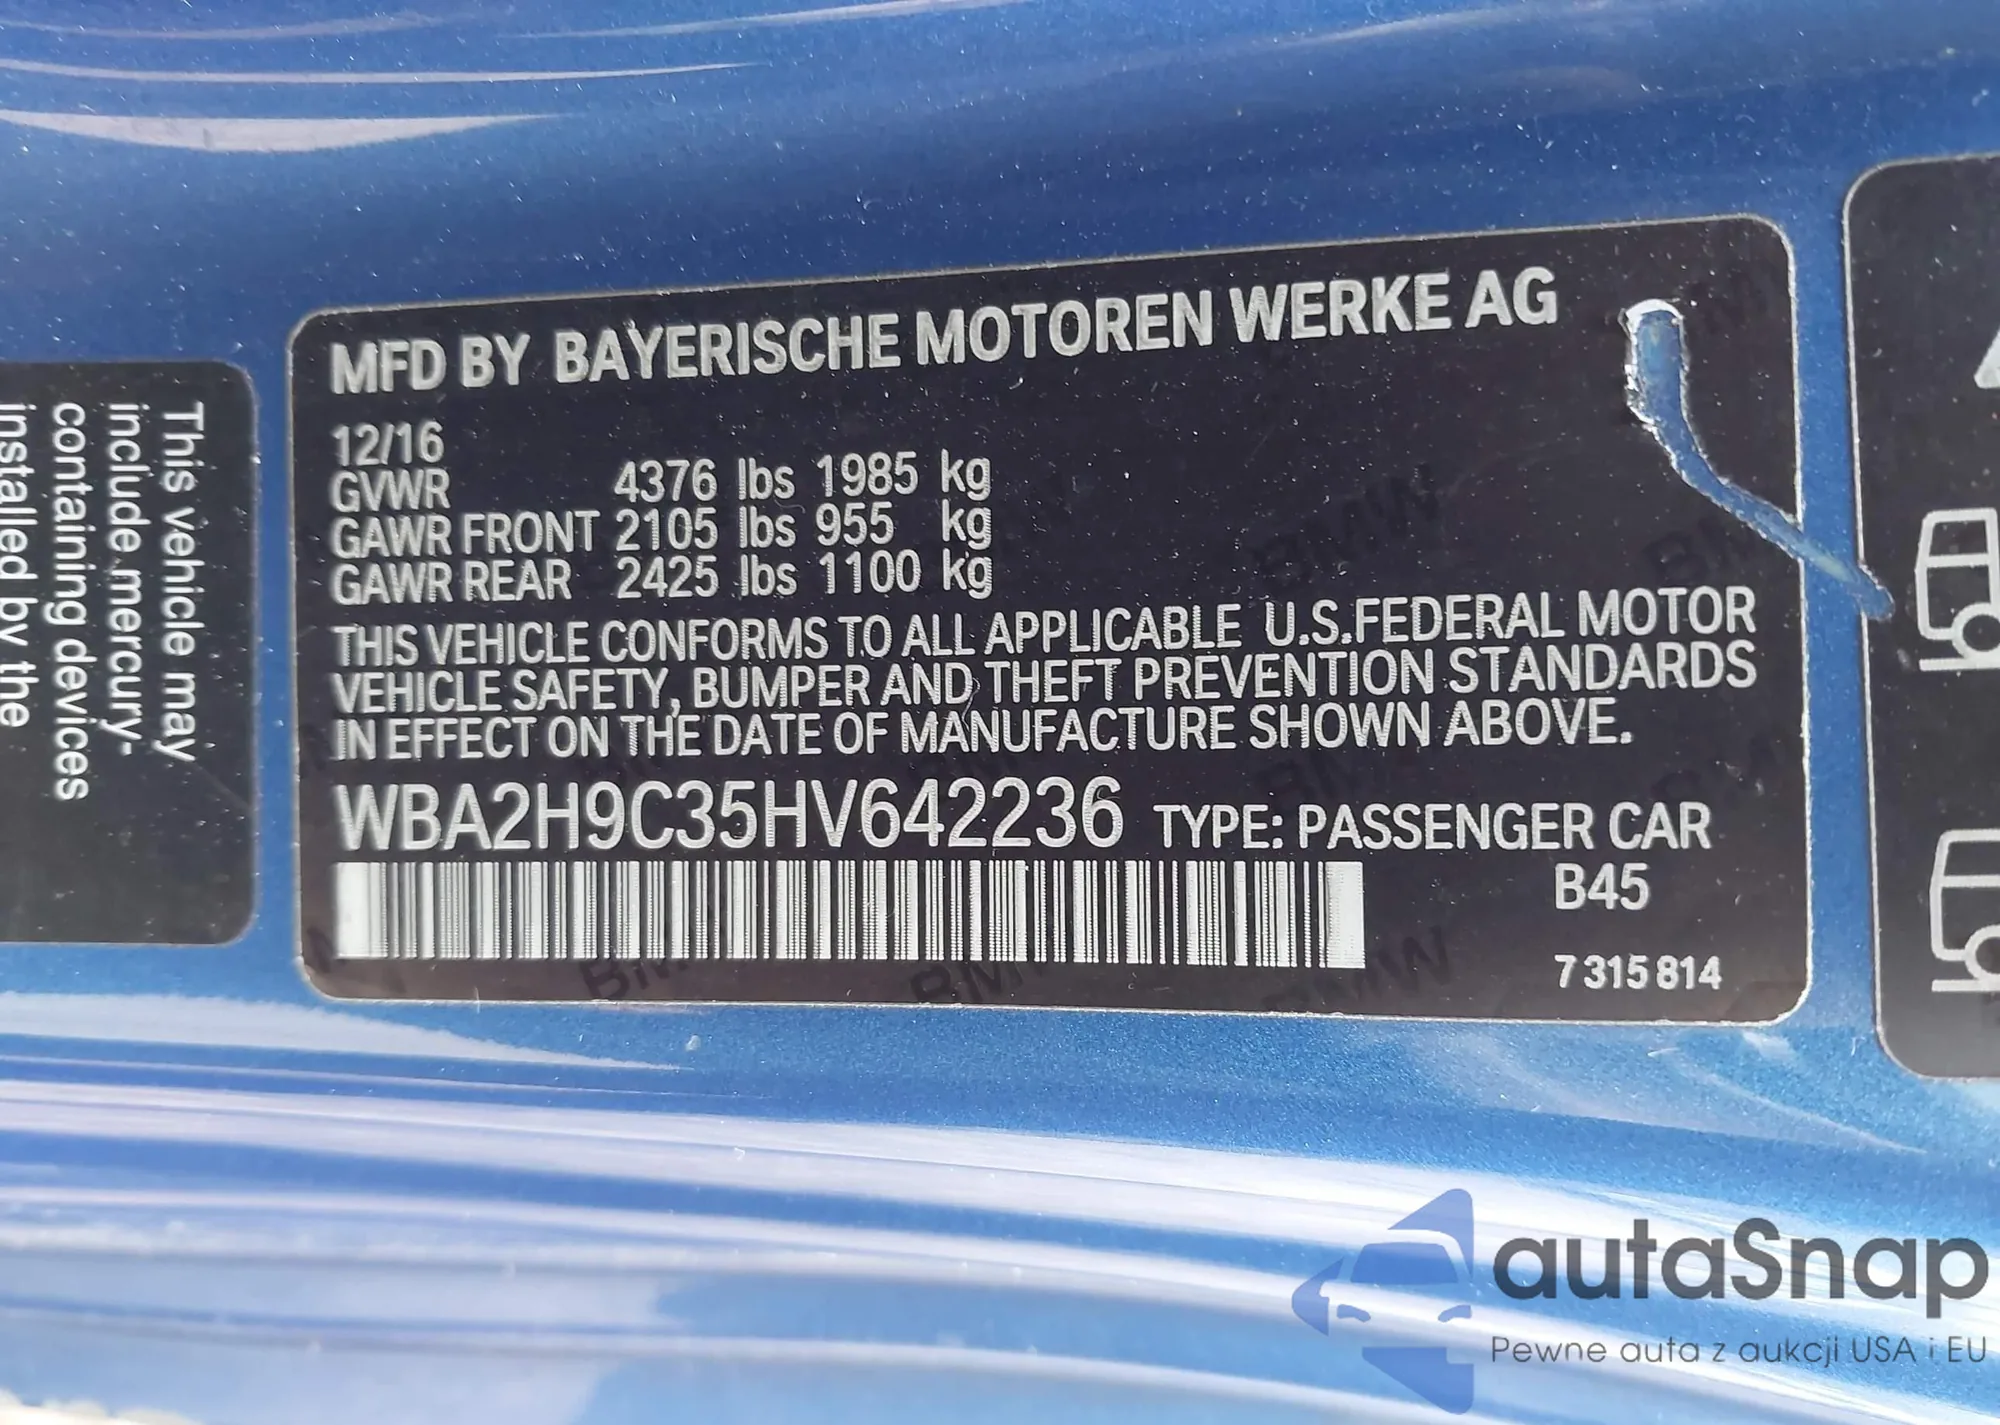 This vehicle may
include mercury-
containing devices
installed by the
MFD BY BAYERISCHE MOTOREN WERKE AG
12/16
GVWR 4376 lbs 1985 kg
GAWR FRONT 2105 lbs 955 kg
GAWR REAR 2425 lbs 1100 kg
THIS VEHICLE CONFORMS TO ALL APPLICABLE U.S.FEDERAL MOTOR
VEHICLE SAFETY, BUMPER AND THEFT PREVENTION STANDARDS
IN EFFECT ON THE DATE OF MANUFACTURE SHOWN ABOVE.
WBA2H9C35HV642236 TYPE: PASSENGER CAR
B45
7 315 814
autaSnap
Pewne auta z aukcji USA i EU